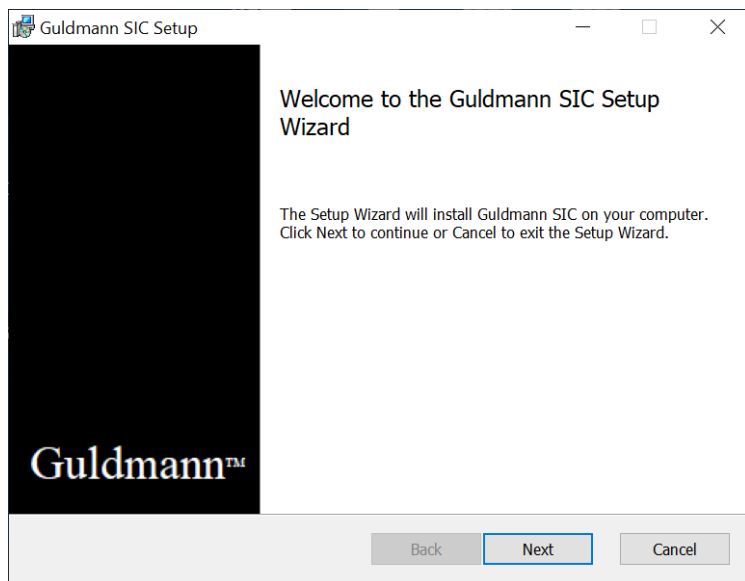 Guldmann SIC Setup
Welcome to the Guldmann SIC Setup
Wizard
The Setup Wizard will install Guldmann SIC on your computer.
Click Next to continue or Cancel to exit the Setup Wizard.
Guldmann™
Back
Next
Cancel